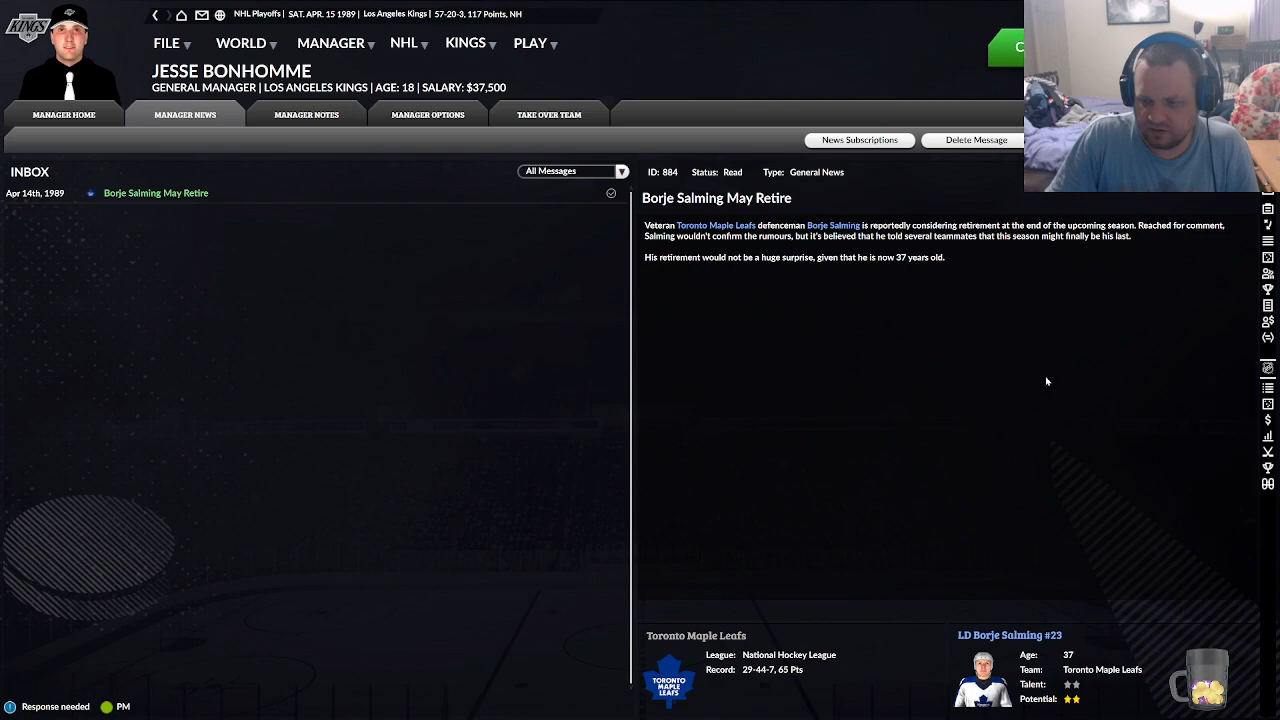 KINGS
NHL Playoffs | SAT. APR. 15 1989 | Los Angeles Kings | 57-20-3, 117 Points, NH
FILE WORLD MANAGER NHL KINGS PLAY
C
JESSE BONHOMME
GENERAL MANAGER | LOS ANGELES KINGS | AGE: 18 | SALARY: $37,500
MANAGER HOME MANAGER NEWS MANAGER NOTES MANAGER OPTIONS TAKE OVER TEAM
News Subscriptions Delete Message
INBOX All Messages
Apr 14th, 1989 Borje Salming May Retire
ID: 884 Status: Read Type: General News
Borje Salming May Retire
Veteran Toronto Maple Leafs defenceman Borje Salming is reportedly considering retirement at the end of the upcoming season. Reached for comment,
Salming wouldn't confirm the rumours, but it's believed that he told several teammates that this season might finally be his last.
His retirement would not be a huge surprise, given that he is now 37 years old.
Toronto Maple Leafs
League: National Hockey League
Record: 29-44-7, 65 Pts
TORONTO
MAPLE
LEAFS
LD Borje Salming #23
Age: 37
Team: Toronto Maple Leafs
Talent:
Potential:
Response needed PM